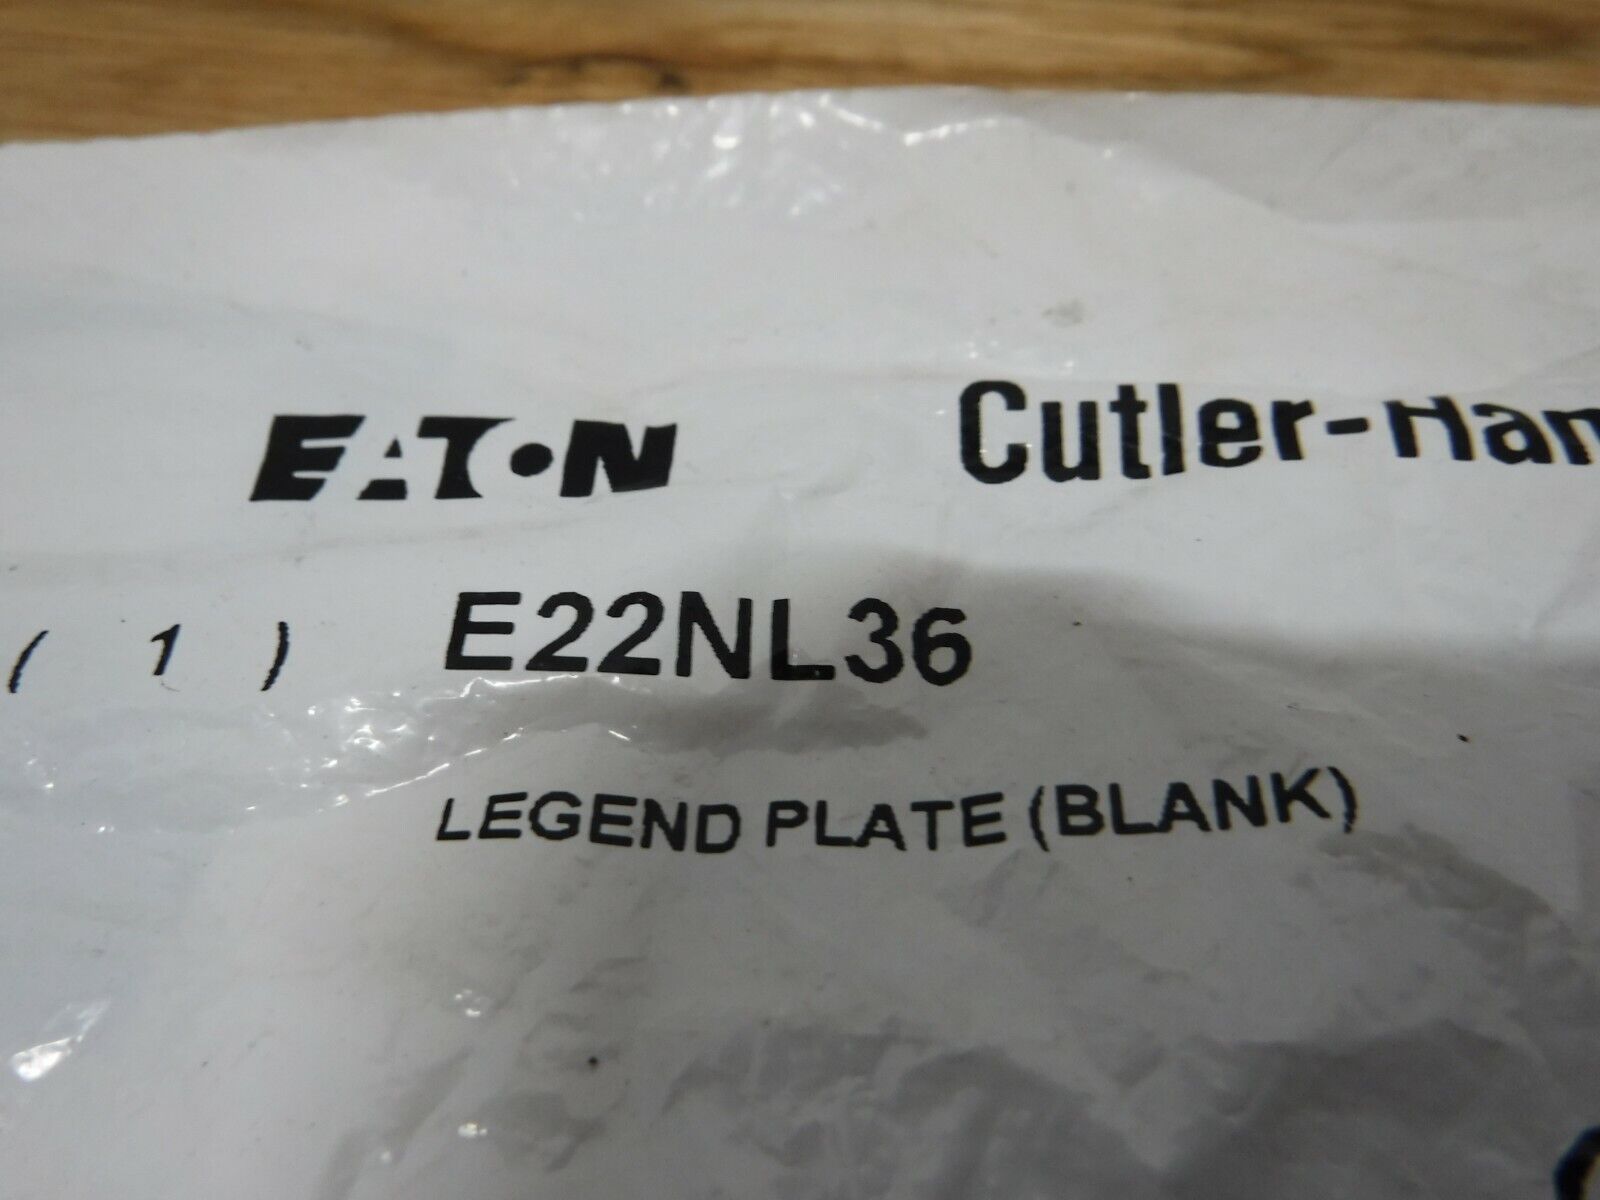 EATON Cutler-Ham
( 1 ) E22NL36
LEGEND PLATE (BLANK)